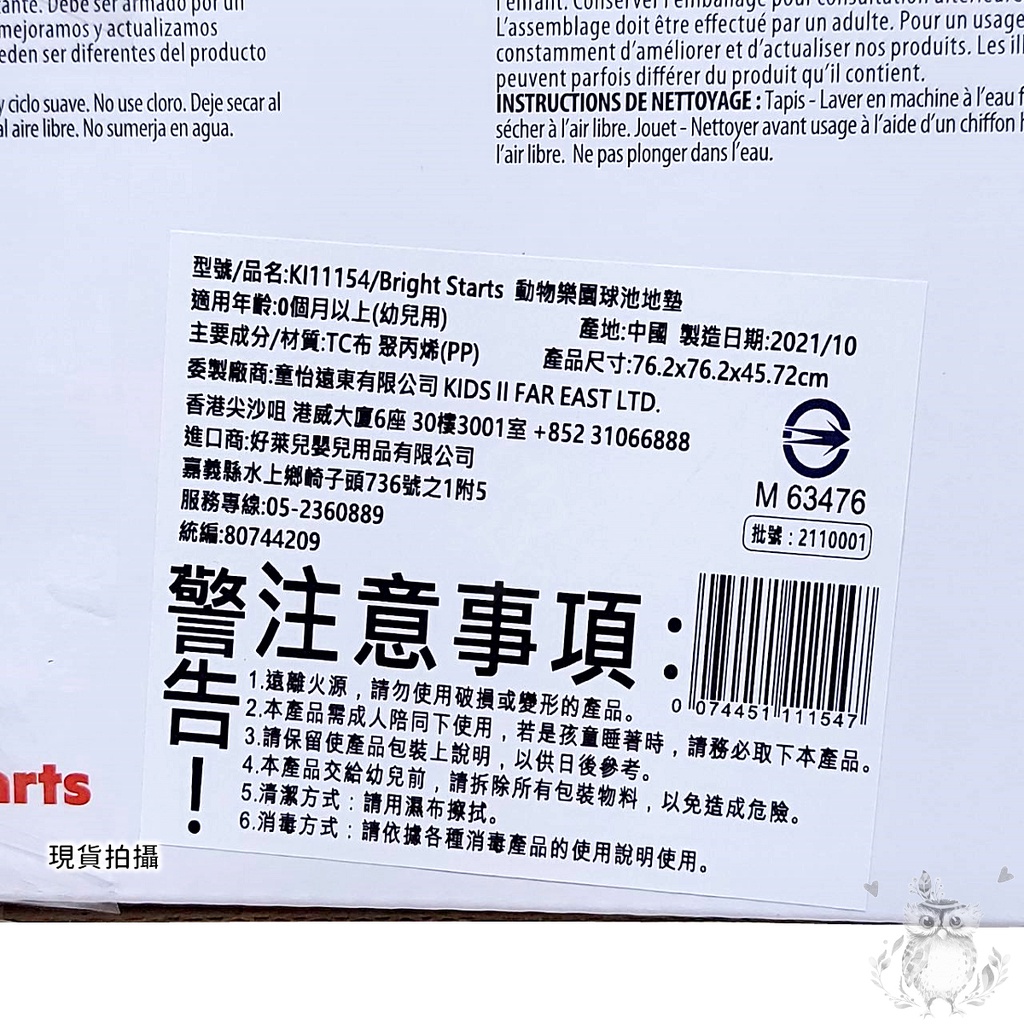 tante. Debe ser armado por un
mejoramos y actualizamos
eden ser diferentes del producto
y ciclo suave. No use cloro. Deje secar al
al aire libre. No sumerja en agua.
l'enfant. Conserver l'emballage pour consultation ultérieure
L'assemblage doit être effectué par un adulte. Pour un usage
constamment d'améliorer et d'actualiser nos produits. Les ill
peuvent parfois différer du produit qu'il contient.
INSTRUCTIONS DE NETTOYAGE : Tapis - Laver en machine à l'eau f
sécher à l'air libre. Jouet - Nettoyer avant usage à l'aide d'un chiffon h
l'air libre. Ne pas plonger dans l'eau.
型號/品名:KI11154/Bright Starts 動物樂園球池地墊
適用年齡:0個月以上(幼兒用) 產地:中國 製造日期:2021/10
主要成分/材質:TC布 聚丙烯(PP) 產品尺寸:76.2x76.2x45.72cm
委製廠商:童怡遠東有限公司 KIDS II FAR EAST LTD.
香港尖沙咀 港威大廈6座 30樓3001室 +852 31066888
進口商:好萊兒嬰兒用品有限公司
嘉義縣水上鄉崎子頭736號之1附5
服務專線:05-2360889
統編:80744209
M 63476
批號：2110001
警告！
注意事項：
0 074451 111547
1.遠離火源，請勿使用破損或變形的產品。
2.本產品需成人陪同下使用，若是孩童睡著時，請務必取下本產品。
3.請保留使產品包裝上說明，以供日後參考。
4.本產品交給幼兒前，請拆除所有包裝物料，以免造成危險。
5.清潔方式：請用濕布擦拭。
6.消毒方式：請依據各種消毒產品的使用說明使用。
arts
現貨拍攝